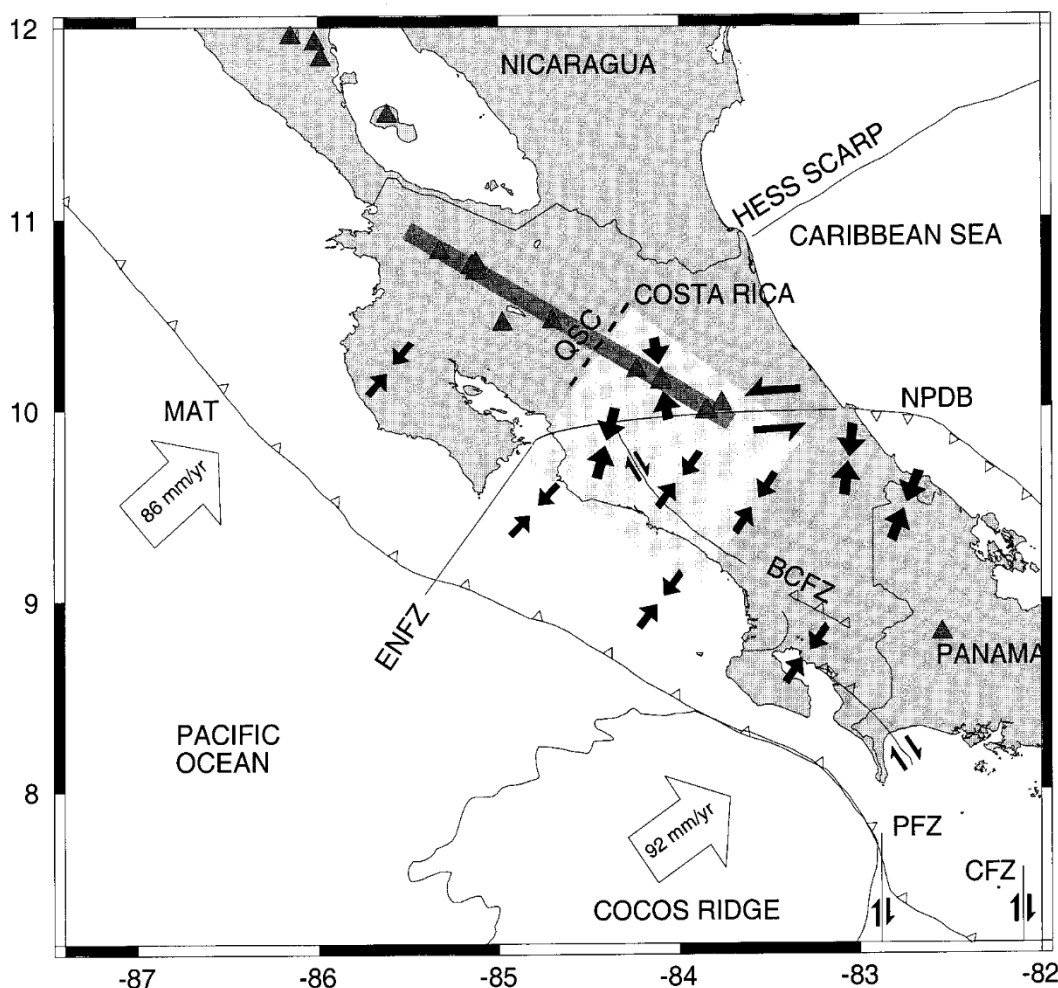 12
11
10
9
8
-87
-86
-85
-84
-83
-82
NICARAGUA
HESS SCARP
CARIBBEAN SEA
COSTA RICA
QSC
NPDB
MAT
86 mm/yr
BCFZ
ENFZ
PANAMA
PACIFIC
OCEAN
92 mm/yr
PFZ
CFZ
COCOS RIDGE